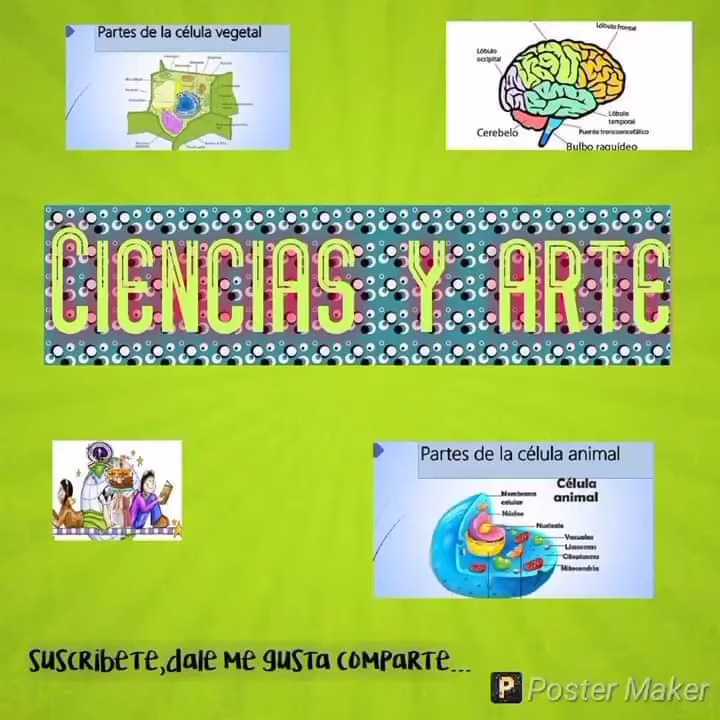 Partes de la célula vegetal
Lóbulo frontal
Lóbulo
occipital
Lóbulo
temporal
Cerebelo
Puente troncoencefálico
Bulbo raquídeo
CIENCIAS Y ARTE
Partes de la célula animal
Célula
animal
Membrana
celular
Núcleo
Nucleolo
Vacuolas
Lisosomas
Citoplasma
Mitocondria
SUSCRIBETE,dale ME gUSTA COMPARTE...
P Poster Maker